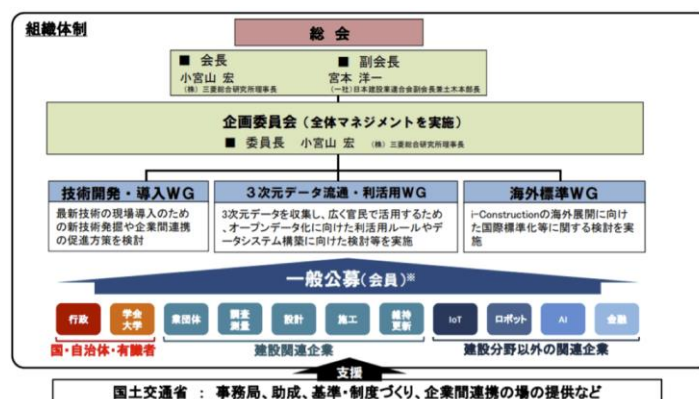 組織体制
総 会
■ 会長
小宮山 宏
(株)三菱総合研究所理事長
■ 副会長
宮本 洋一
(一社)日本建設業連合会副会長兼土木本部長
企画委員会(全体マネジメントを実施)
■ 委員長 小宮山 宏 (株)三菱総合研究所理事長
技術開発・導入WG
最新技術の現場導入のため
の新技術発掘や企業間連携
の促進方策を検討
3次元データ流通・利活用WG
3次元データを収集し、広く官民で活用するため、
オープンデータ化に向けた利活用ルールやデ
ータシステム構築に向けた検討等を実施
海外標準WG
i-Constructionの海外展開に向け
た国際標準化等に関する検討を実
施
一般公募(会員)※
行政
学会
大学
業団体
調査
測量
設計
施工
維持
更新
IoT
ロボット
AI
金融
国・自治体・有識者
建設関連企業
建設分野以外の関連企業
支援
国土交通省 : 事務局、助成、基準・制度づくり、企業間連携の場の提供など